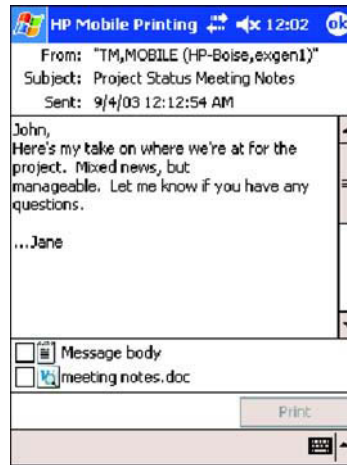 HP Mobile Printing 12:02 ok
From: "TM,MOBILE (HP-Boise,exgen1)"
Subject: Project Status Meeting Notes
Sent: 9/4/03 12:12:54 AM
John,
Here's my take on where we're at for the
project. Mixed news, but
manageable. Let me know if you have any
questions.
...Jane
Message body
meeting notes.doc
Print